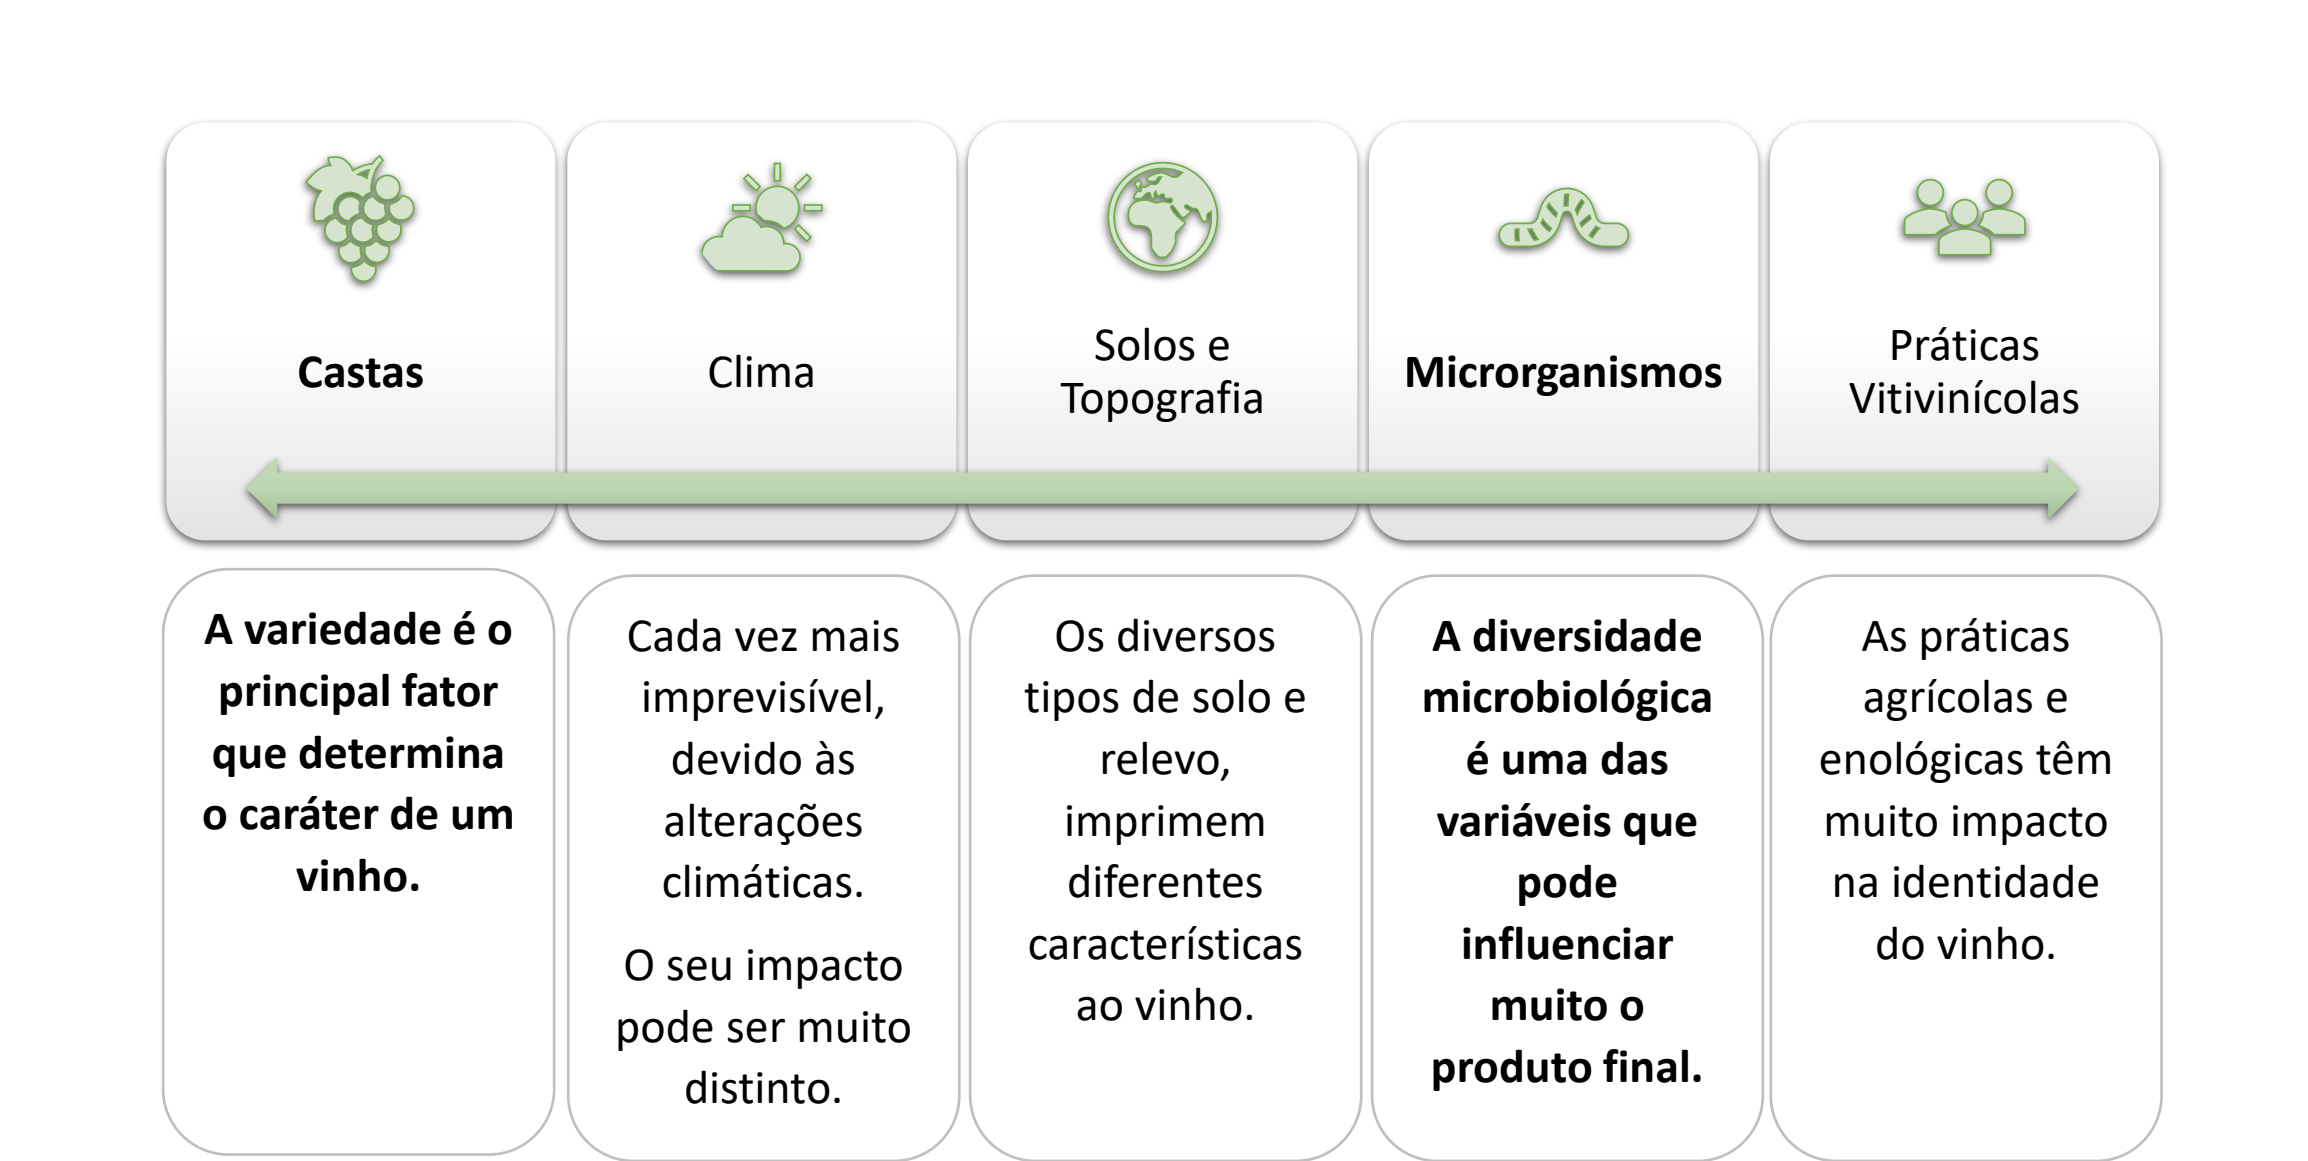 Castas
Clima
Solos e
Topografia
Microrganismos
Práticas
Vitivinícolas
A variedade é o
principal fator
que determina
o caráter de um
vinho.
Cada vez mais
imprevisível,
devido às
alterações
climáticas.
O seu impacto
pode ser muito
distinto.
Os diversos
tipos de solo e
relevo,
imprimem
diferentes
características
ao vinho.
A diversidade
microbiológica
é uma das
variáveis que
pode
influenciar
muito o
produto final.
As práticas
agrícolas e
enológicas têm
muito impacto
na identidade
do vinho.